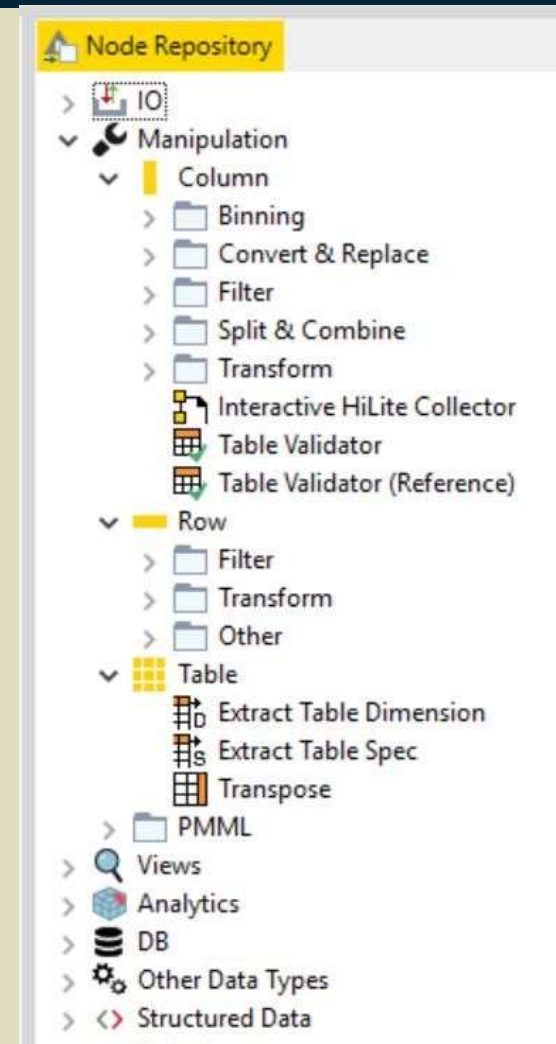 Node Repository
IO
Manipulation
Column
Binning
Convert & Replace
Filter
Split & Combine
Transform
Interactive HiLite Collector
Table Validator
Table Validator (Reference)
Row
Filter
Transform
Other
Table
Extract Table Dimension
Extract Table Spec
Transpose
PMML
Views
Analytics
DB
Other Data Types
Structured Data